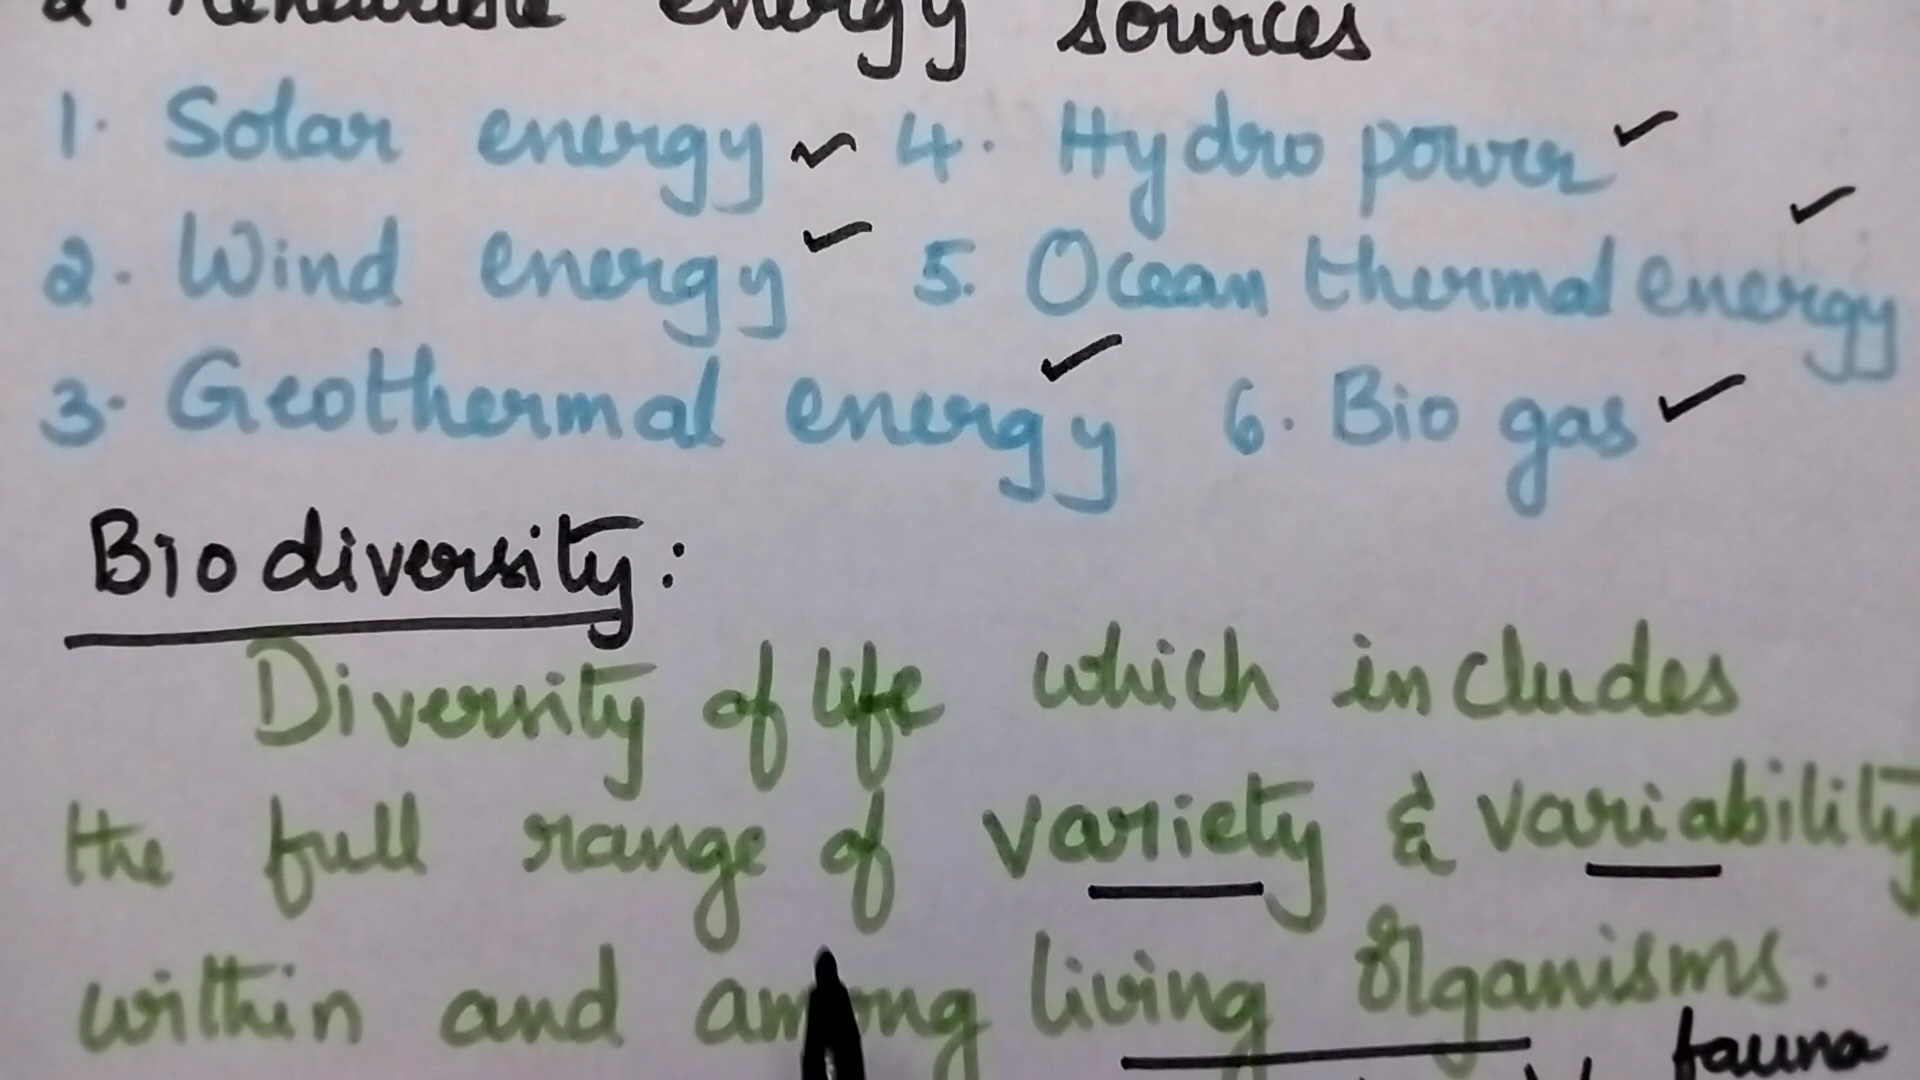 2. Renewable energy sources
1. Solar energy ✓ 4. Hydro power ✓
2. Wind energy ✓ 5. Ocean thermal energy ✓
3. Geothermal energy ✓ 6. Bio gas ✓
Biodiversity:
Diversity of life which includes
the full range of variety & variability
within and among living organisms.
fauna